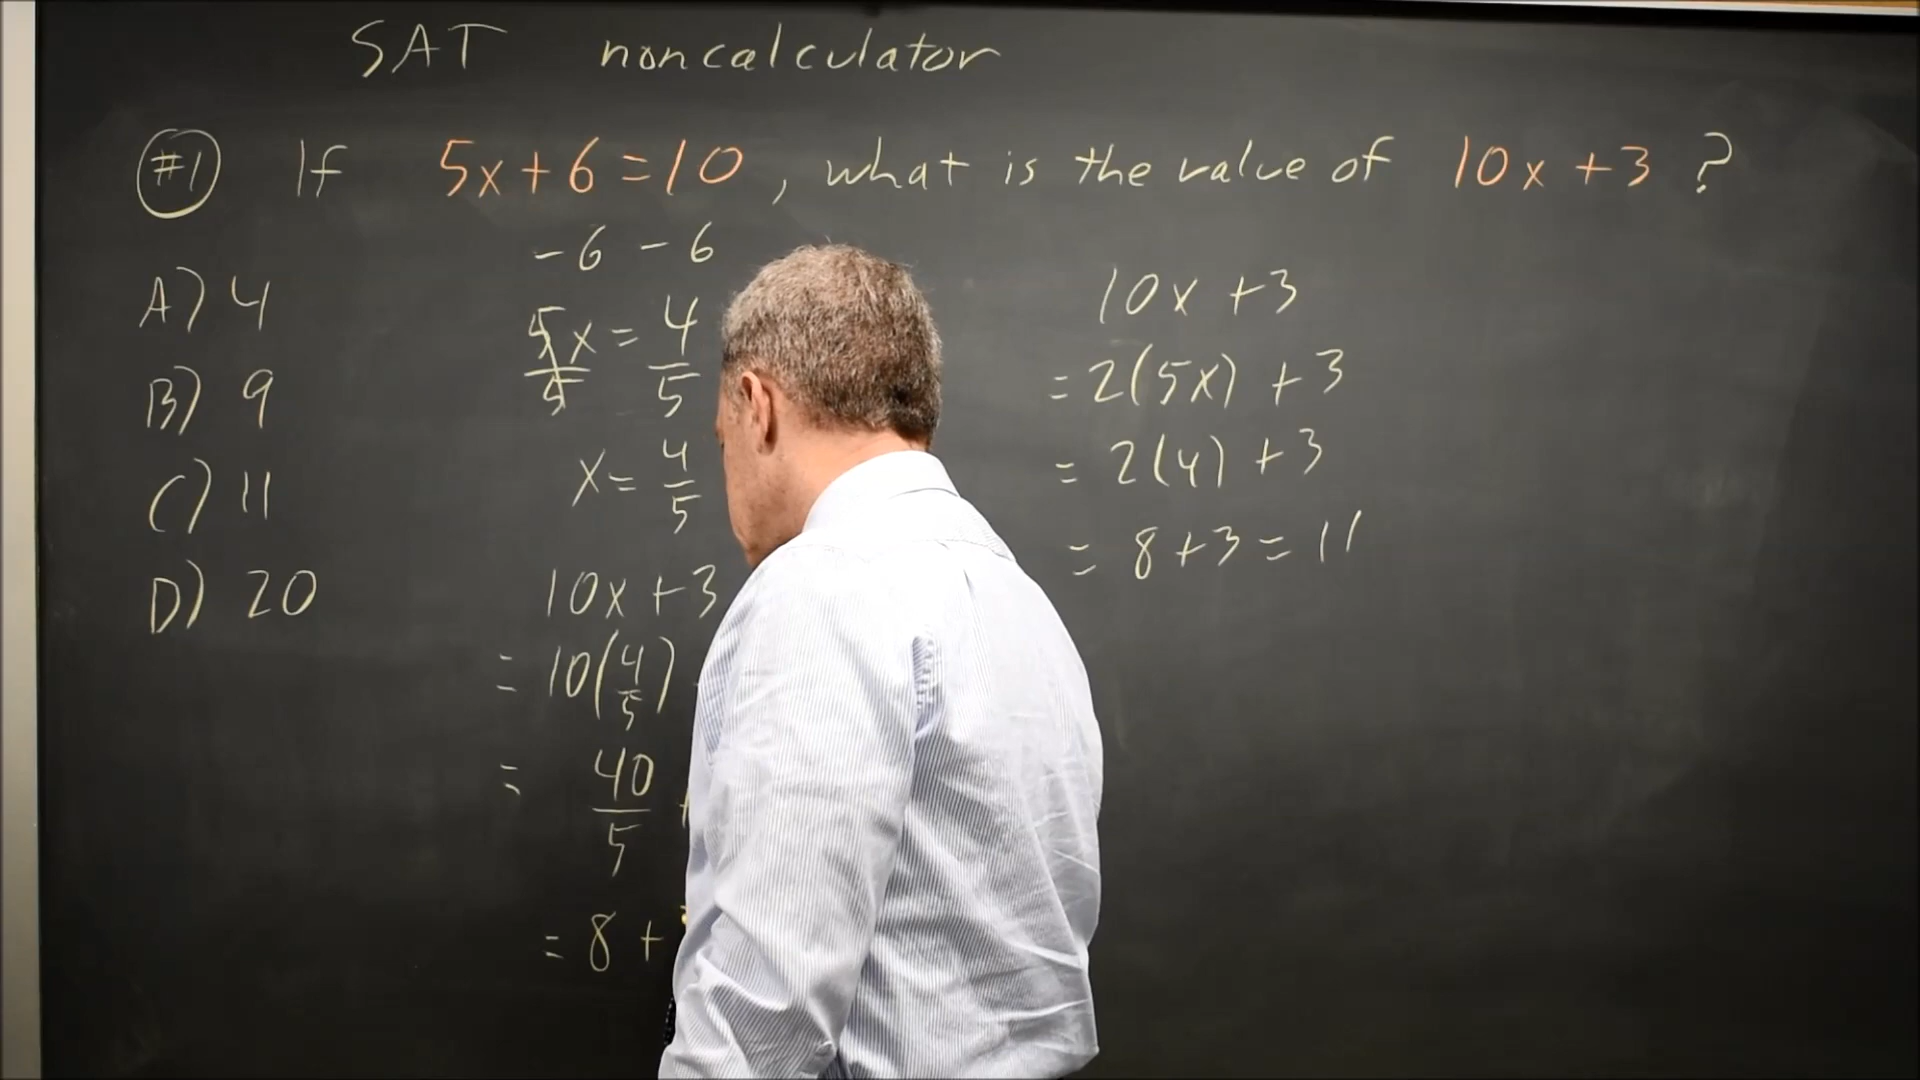 SAT noncalculator
#1 If 5x+6=10, what is the value of 10x+3?
-6 -6
A) 4
B) 9
C) 11
D) 20
5x/5 = 4/5
x = 4/5
10x+3
= 10(4/5)
= 40/5
= 8 +
10x +3
= 2(5x) + 3
= 2(4) + 3
= 8+3 = 11